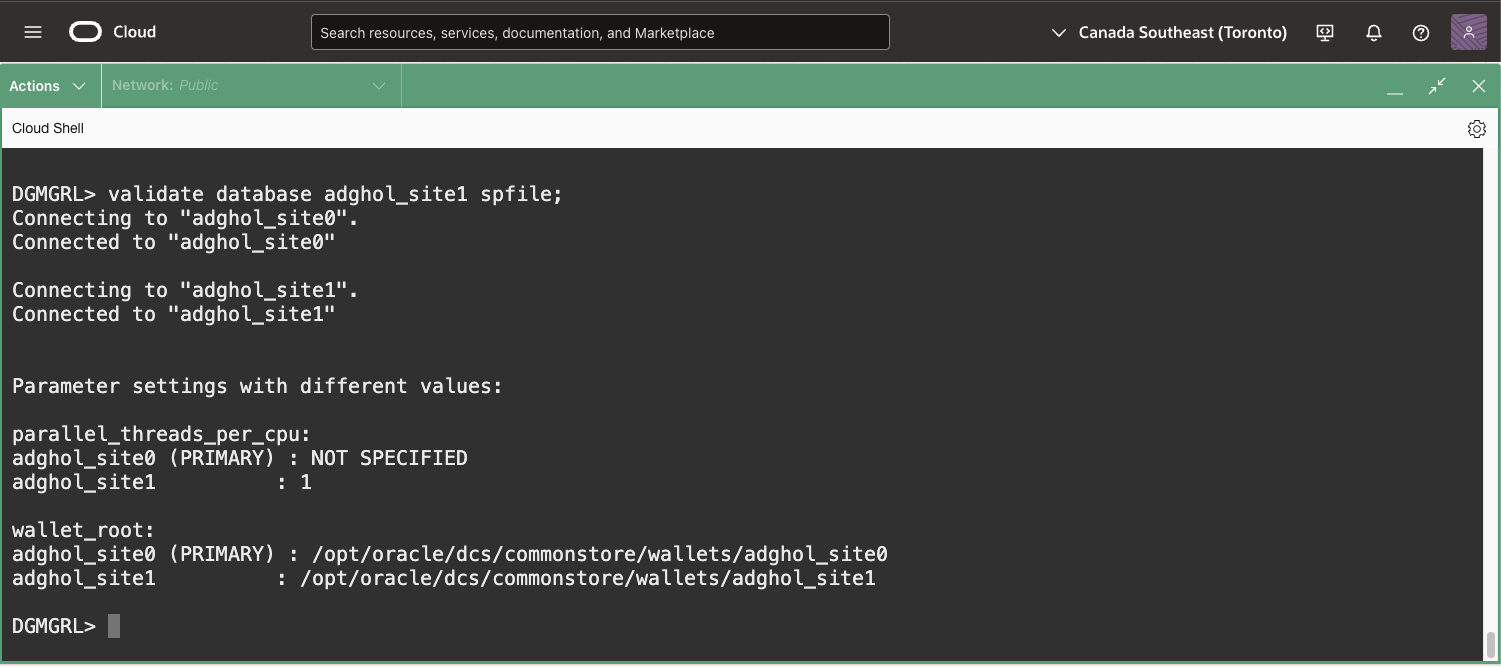 Cloud
Search resources, services, documentation, and Marketplace
Canada Southeast (Toronto)
Actions
Network: Public
Cloud Shell
DGMGRL> validate database adghol_site1 spfile;
Connecting to "adghol_site0".
Connected to "adghol_site0"
Connecting to "adghol_site1".
Connected to "adghol_site1"
Parameter settings with different values:
parallel_threads_per_cpu:
adghol_site0 (PRIMARY) : NOT SPECIFIED
adghol_site1          : 1
wallet_root:
adghol_site0 (PRIMARY) : /opt/oracle/dcs/commonstore/wallets/adghol_site0
adghol_site1          : /opt/oracle/dcs/commonstore/wallets/adghol_site1
DGMGRL>